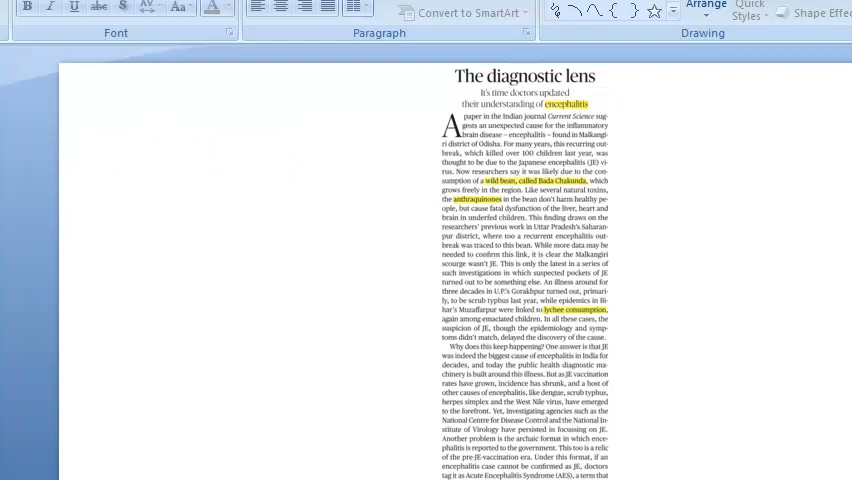 B I U abc S AV Aa A
Convert to SmartArt
Arrange
Quick
Styles
Shape Effec
Font
Paragraph
Drawing
The diagnostic lens
It's time doctors updated
their understanding of encephalitis
A paper in the Indian journal Current Science sug-
gests an unexpected cause for the inflammatory
brain disease – encephalitis – found in Malkangi-
ri district of Odisha. For many years, this recurring out-
break, which killed over 100 children last year, was
thought to be due to the Japanese encephalitis (JE) vi-
rus. Now researchers say it was likely due to the con-
sumption of a wild bean, called Bada Chakunda, which
grows freely in the region. Like several natural toxins,
the anthraquinones in the bean don't harm healthy pe-
ople, but cause fatal dysfunction of the liver, heart and
brain in underfed children. This finding draws on the
researchers' previous work in Uttar Pradesh's Saharan-
pur district, where too a recurrent encephalitis out-
break was traced to this bean. While more data may be
needed to confirm this link, it is clear the Malkangiri
scourge wasn't JE. This is only the latest in a series of
such investigations in which suspected pockets of JE
turned out to be something else. An illness around for
three decades in U.P.'s Gorakhpur turned out, primari-
ly, to be scrub typhus last year, while epidemics in Bi-
har's Muzaffarpur were linked to lychee consumption,
again among emaciated children. In all these cases, the
suspicion of JE, though the epidemiology and symp-
toms didn't match, delayed the discovery of the cause.
Why does this keep happening? One answer is that JE
was indeed the biggest cause of encephalitis in India for
decades, and today the public health diagnostic ma-
chinery is built around this illness. But as JE vaccination
rates have grown, incidence has shrunk, and a host of
other causes of encephalitis, like dengue, scrub typhus,
herpes simplex and the West Nile virus, have emerged
to the forefront. Yet, investigating agencies such as the
National Centre for Disease Control and the National In-
stitute of Virology have persisted in focussing on JE.
Another problem is the archaic format in which ence-
phalitis is reported to the government. This too is a relic
of the pre-JE-vaccination era. Under this format, if an
encephalitis case cannot be confirmed as JE, doctors
tag it as Acute Encephalitis Syndrome (AES), a term that